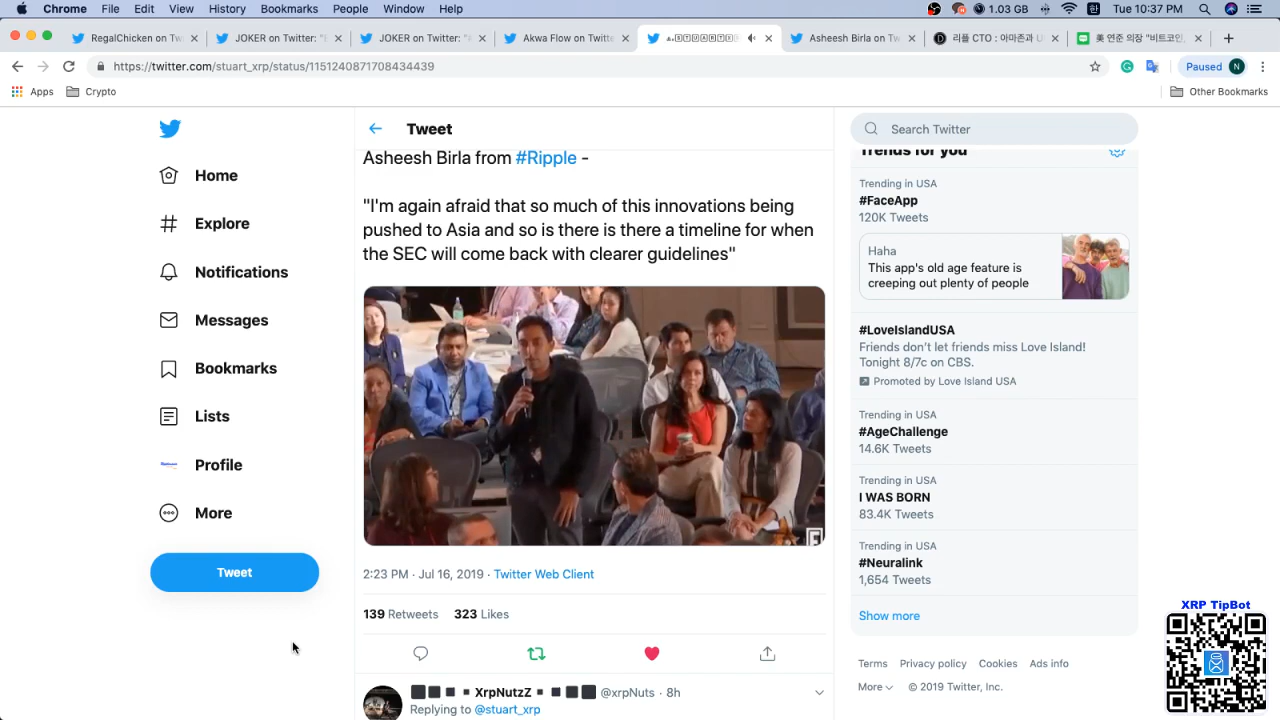 Chrome File Edit View History Bookmarks People Window Help 1.03 GB Tue 10:37 PM
RegalChicken on Tw
JOKER on Twitter: "E
JOKER on Twitter: "A
Akwa Flow on Twitte
Asheesh Birla on Tw
리플 CTO : 아마존과 U
美 연준 의장 "비트코인,
https://twitter.com/stuart_xrp/status/1151240871708434439
Paused N
Apps Crypto Other Bookmarks
Home
Explore
Notifications
Messages
Bookmarks
Lists
Profile
More
Tweet
Tweet
Asheesh Birla from #Ripple -
"I'm again afraid that so much of this innovations being
pushed to Asia and so is there is there a timeline for when
the SEC will come back with clearer guidelines"
2:23 PM · Jul 16, 2019 · Twitter Web Client
139 Retweets 323 Likes
XrpNutzZ @xrpNuts · 8h
Replying to @stuart_xrp
Search Twitter
Trends for you
Trending in USA
#FaceApp
120K Tweets
Haha
This app's old age feature is
creeping out plenty of people
#LoveIslandUSA
Friends don't let friends miss Love Island!
Tonight 8/7c on CBS.
Promoted by Love Island USA
Trending in USA
#AgeChallenge
14.6K Tweets
Trending in USA
I WAS BORN
83.4K Tweets
Trending in USA
#Neuralink
1,654 Tweets
Show more
Terms Privacy policy Cookies Ads info
More © 2019 Twitter, Inc.
XRP TipBot